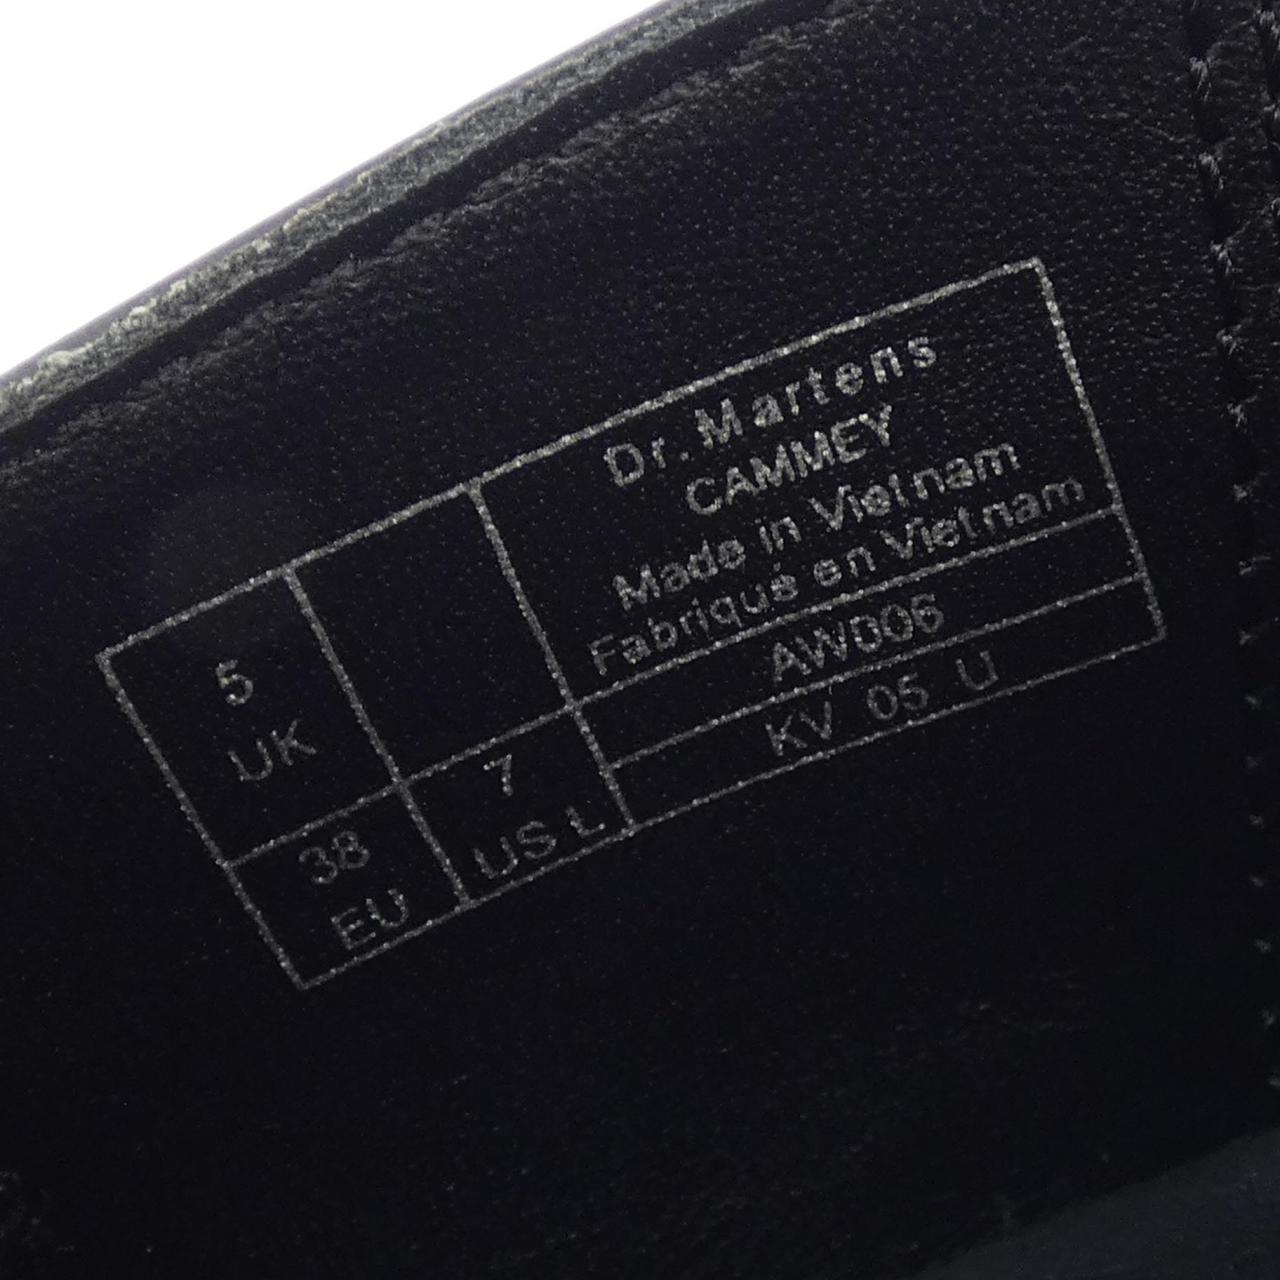 Dr. Martens
CAMMEY
Made in Vietnam
Fabriqué en Vietnam
AW006
KV 05 U
5
UK
38
EU
7
US L